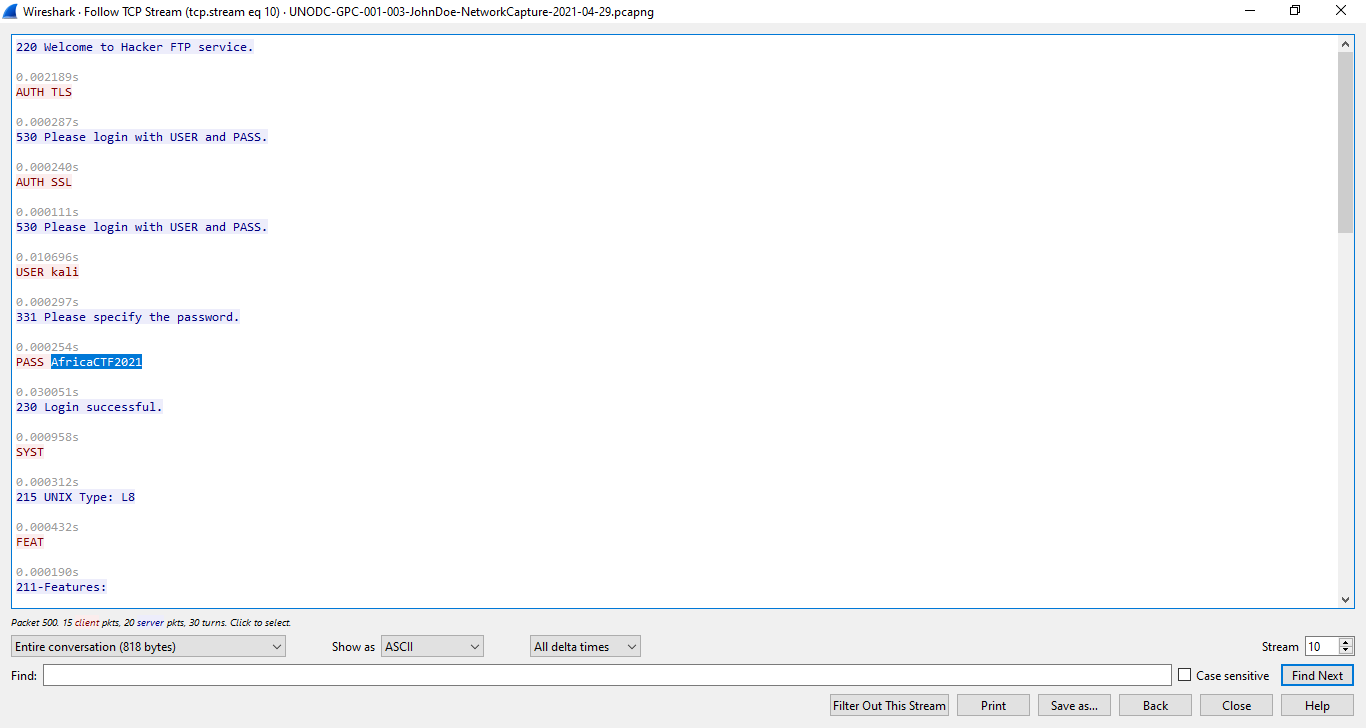 Wireshark · Follow TCP Stream (tcp.stream eq 10) · UNODC-GPC-001-003-JohnDoe-NetworkCapture-2021-04-29.pcapng
220 Welcome to Hacker FTP service.
0.002189s
AUTH TLS
0.000287s
530 Please login with USER and PASS.
0.000240s
AUTH SSL
0.000111s
530 Please login with USER and PASS.
0.010696s
USER kali
0.000297s
331 Please specify the password.
0.000254s
PASS AfricaCTF2021
0.030051s
230 Login successful.
0.000958s
SYST
0.000312s
215 UNIX Type: L8
0.000432s
FEAT
0.000190s
211-Features:
Packet 500. 15 client pkts, 20 server pkts, 30 turns. Click to select.
Entire conversation (818 bytes) Show as ASCII All delta times Stream 10
Find: Case sensitive Find Next
Filter Out This Stream Print Save as... Back Close Help